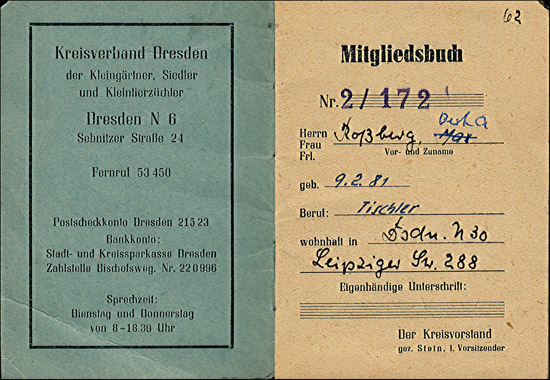 Kreisverband Dresden
der Kleingärtner, Siedler
und Kleintierzüchter
Dresden N 6
Sebnitzer Straße 24
Fernruf 53 450
Postscheckkonto Dresden 215 23
Bankkonto:
Stadt- und Kreissparkasse Dresden
Zahlstelle Bischofsweg. Nr. 220 996
Sprechzeit:
Dienstag und Donnerstag
von 8-18.30 Uhr
62
Mitgliedsbuch
Nr. 2/172
Herrn
Frau
Frl.
Roßberg, Max
Vor- und Zuname
geb. 9.2.81
Beruf: Tischler
wohnhaft in Dsdn. N 30
Leipziger Str. 288
Eigenhändige Unterschrift:
Der Kreisvorstand
gez. Stein, 1. Vorsitzender